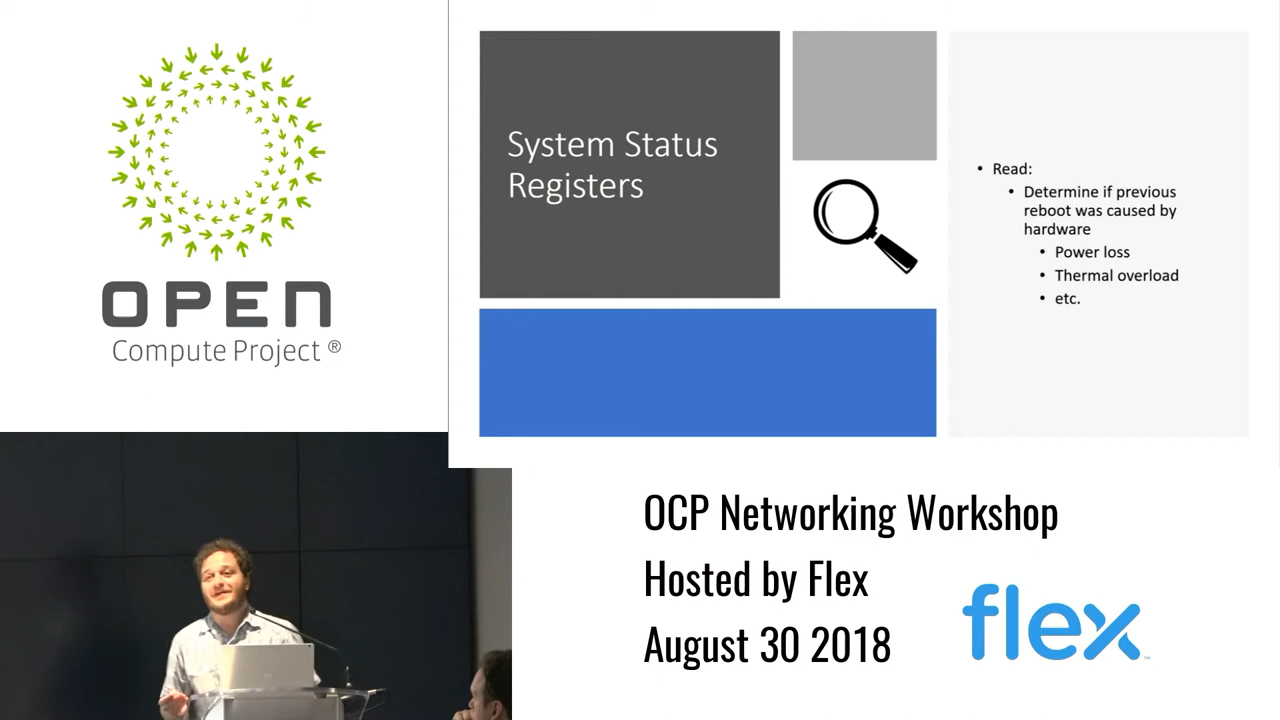 OPEN
Compute Project ®
System Status
Registers
• Read:
• Determine if previous
reboot was caused by
hardware
• Power loss
• Thermal overload
• etc.
OCP Networking Workshop
Hosted by Flex
August 30 2018
flex
TM